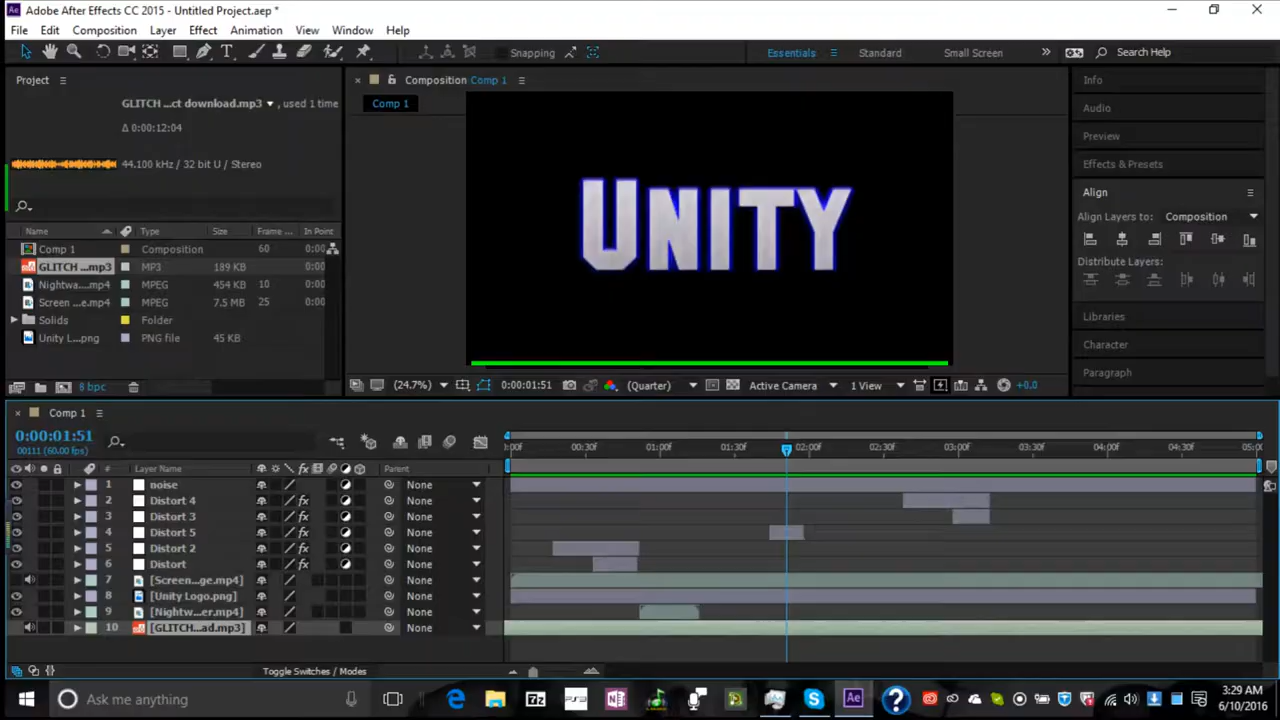 Adobe After Effects CC 2015 - Untitled Project.aep *
File Edit Composition Layer Effect Animation View Window Help
Snapping Essentials Standard Small Screen Search Help
Project
GLITCH ...ct download.mp3 , used 1 time
Δ 0:00:12:04
44.100 kHz / 32 bit U / Stereo
Name Type Size Frame ... In Point
Comp 1 Composition 60 0:00
GLITCH ...mp3 MP3 189 KB 0:00
Nightwa....mp4 MPEG 454 KB 10 0:00
Screen ...e.mp4 MPEG 7.5 MB 25 0:00
Solids Folder
Unity L...png PNG file 45 KB
8 bpc
Composition Comp 1
Comp 1
UNITY
(24.7%) 0:00:01:51 (Quarter) Active Camera 1 View +0.0
Info
Audio
Preview
Effects & Presets
Align
Align Layers to: Composition
Distribute Layers:
Libraries
Character
Paragraph
Comp 1
0:00:01:51
00111 (60.00 fps)
:00f 00:30f 01:00f 01:30f 02:00f 02:30f 03:00f 03:30f 04:00f 04:30f 05:00
# Layer Name Parent
1 noise None
2 Distort 4 fx None
3 Distort 3 fx None
4 Distort 5 fx None
5 Distort 2 fx None
6 Distort fx None
7 [Screen...ge.mp4] None
8 [Unity Logo.png] None
9 [Nightw...er.mp4] None
10 [GLITCH...ad.mp3] None
Toggle Switches / Modes
Ask me anything
3:29 AM
6/10/2016